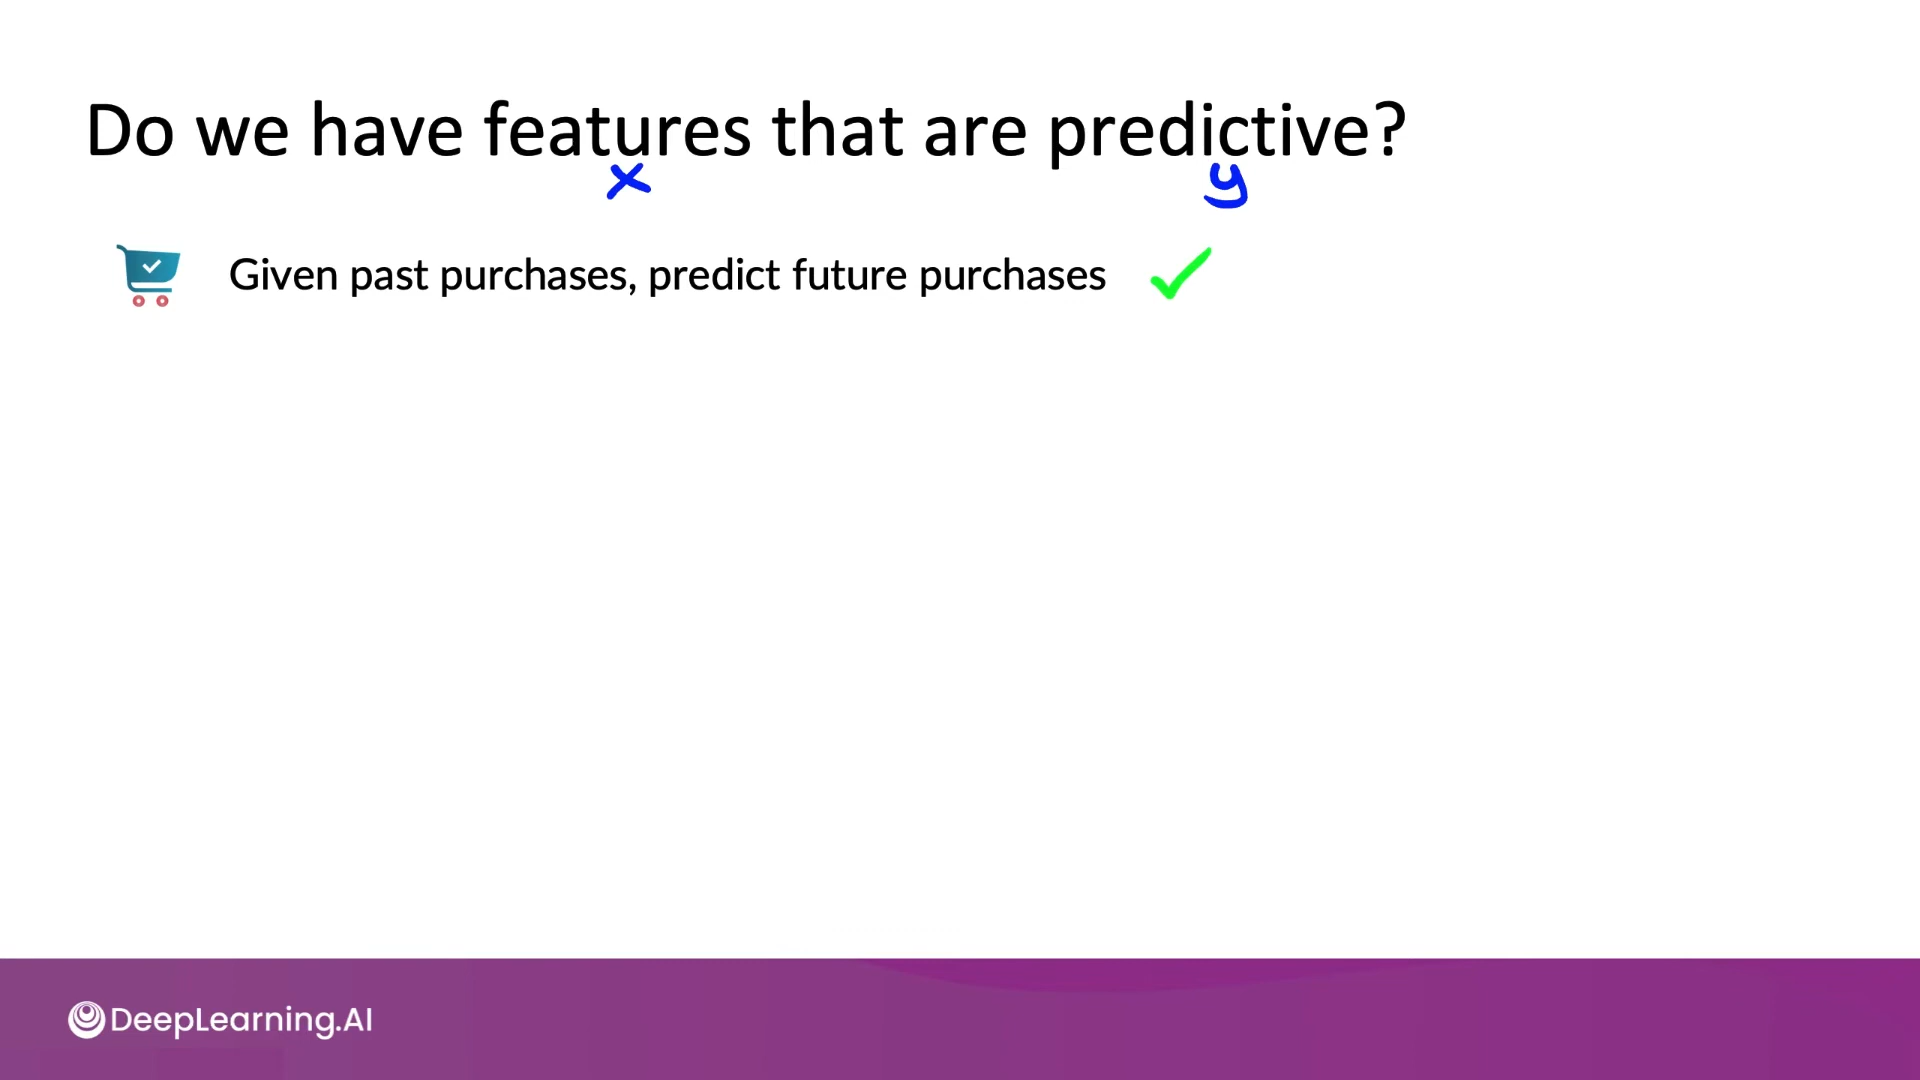 Do we have features that are predictive?
x y
Given past purchases, predict future purchases
DeepLearning.AI